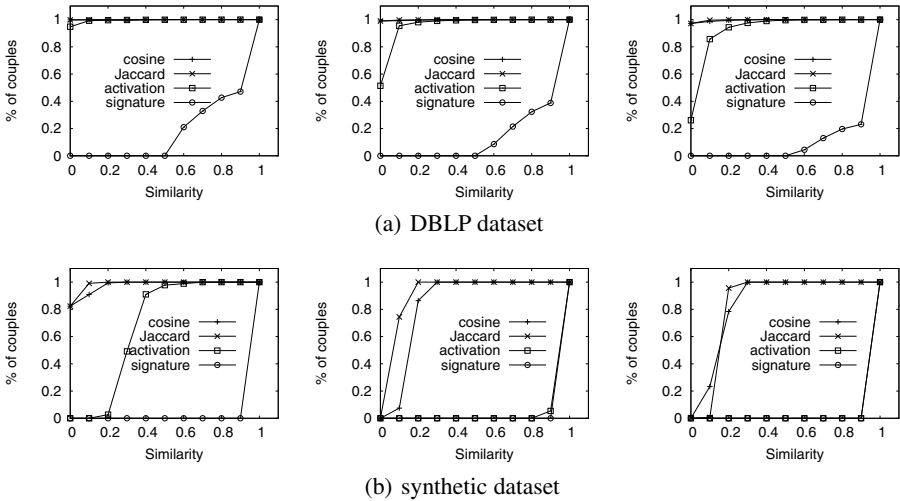 1
0.8
0.6
0.4
0.2
0
% of couples
cosine
Jaccard
activation
signature
0 0.2 0.4 0.6 0.8 1
Similarity
1
0.8
0.6
0.4
0.2
0
% of couples
cosine
Jaccard
activation
signature
0 0.2 0.4 0.6 0.8 1
Similarity
1
0.8
0.6
0.4
0.2
0
% of couples
cosine
Jaccard
activation
signature
0 0.2 0.4 0.6 0.8 1
Similarity
(a) DBLP dataset
1
0.8
0.6
0.4
0.2
0
% of couples
cosine
Jaccard
activation
signature
0 0.2 0.4 0.6 0.8 1
Similarity
1
0.8
0.6
0.4
0.2
0
% of couples
cosine
Jaccard
activation
signature
0 0.2 0.4 0.6 0.8 1
Similarity
1
0.8
0.6
0.4
0.2
0
% of couples
cosine
Jaccard
activation
signature
0 0.2 0.4 0.6 0.8 1
Similarity
(b) synthetic dataset